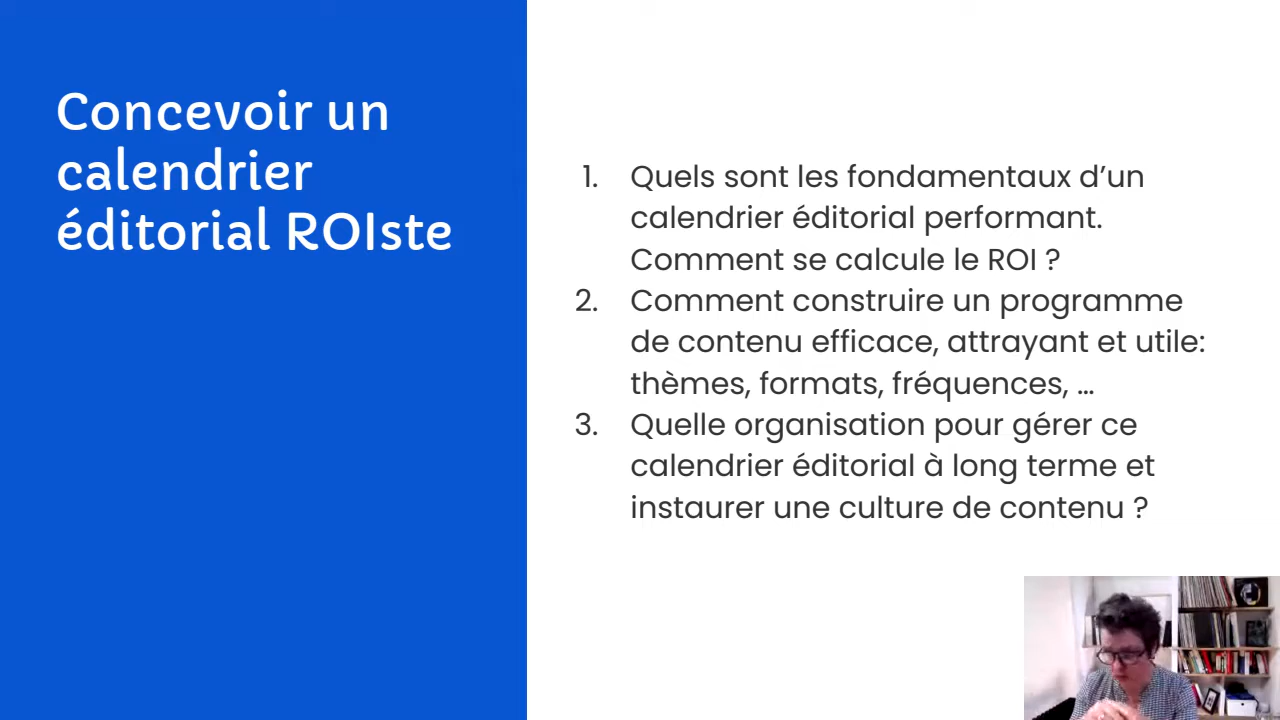 Concevoir un
calendrier
éditorial ROIste
1. Quels sont les fondamentaux d’un
calendrier éditorial performant.
Comment se calcule le ROI ?
2. Comment construire un programme
de contenu efficace, attrayant et utile:
thèmes, formats, fréquences, ...
3. Quelle organisation pour gérer ce
calendrier éditorial à long terme et
instaurer une culture de contenu ?